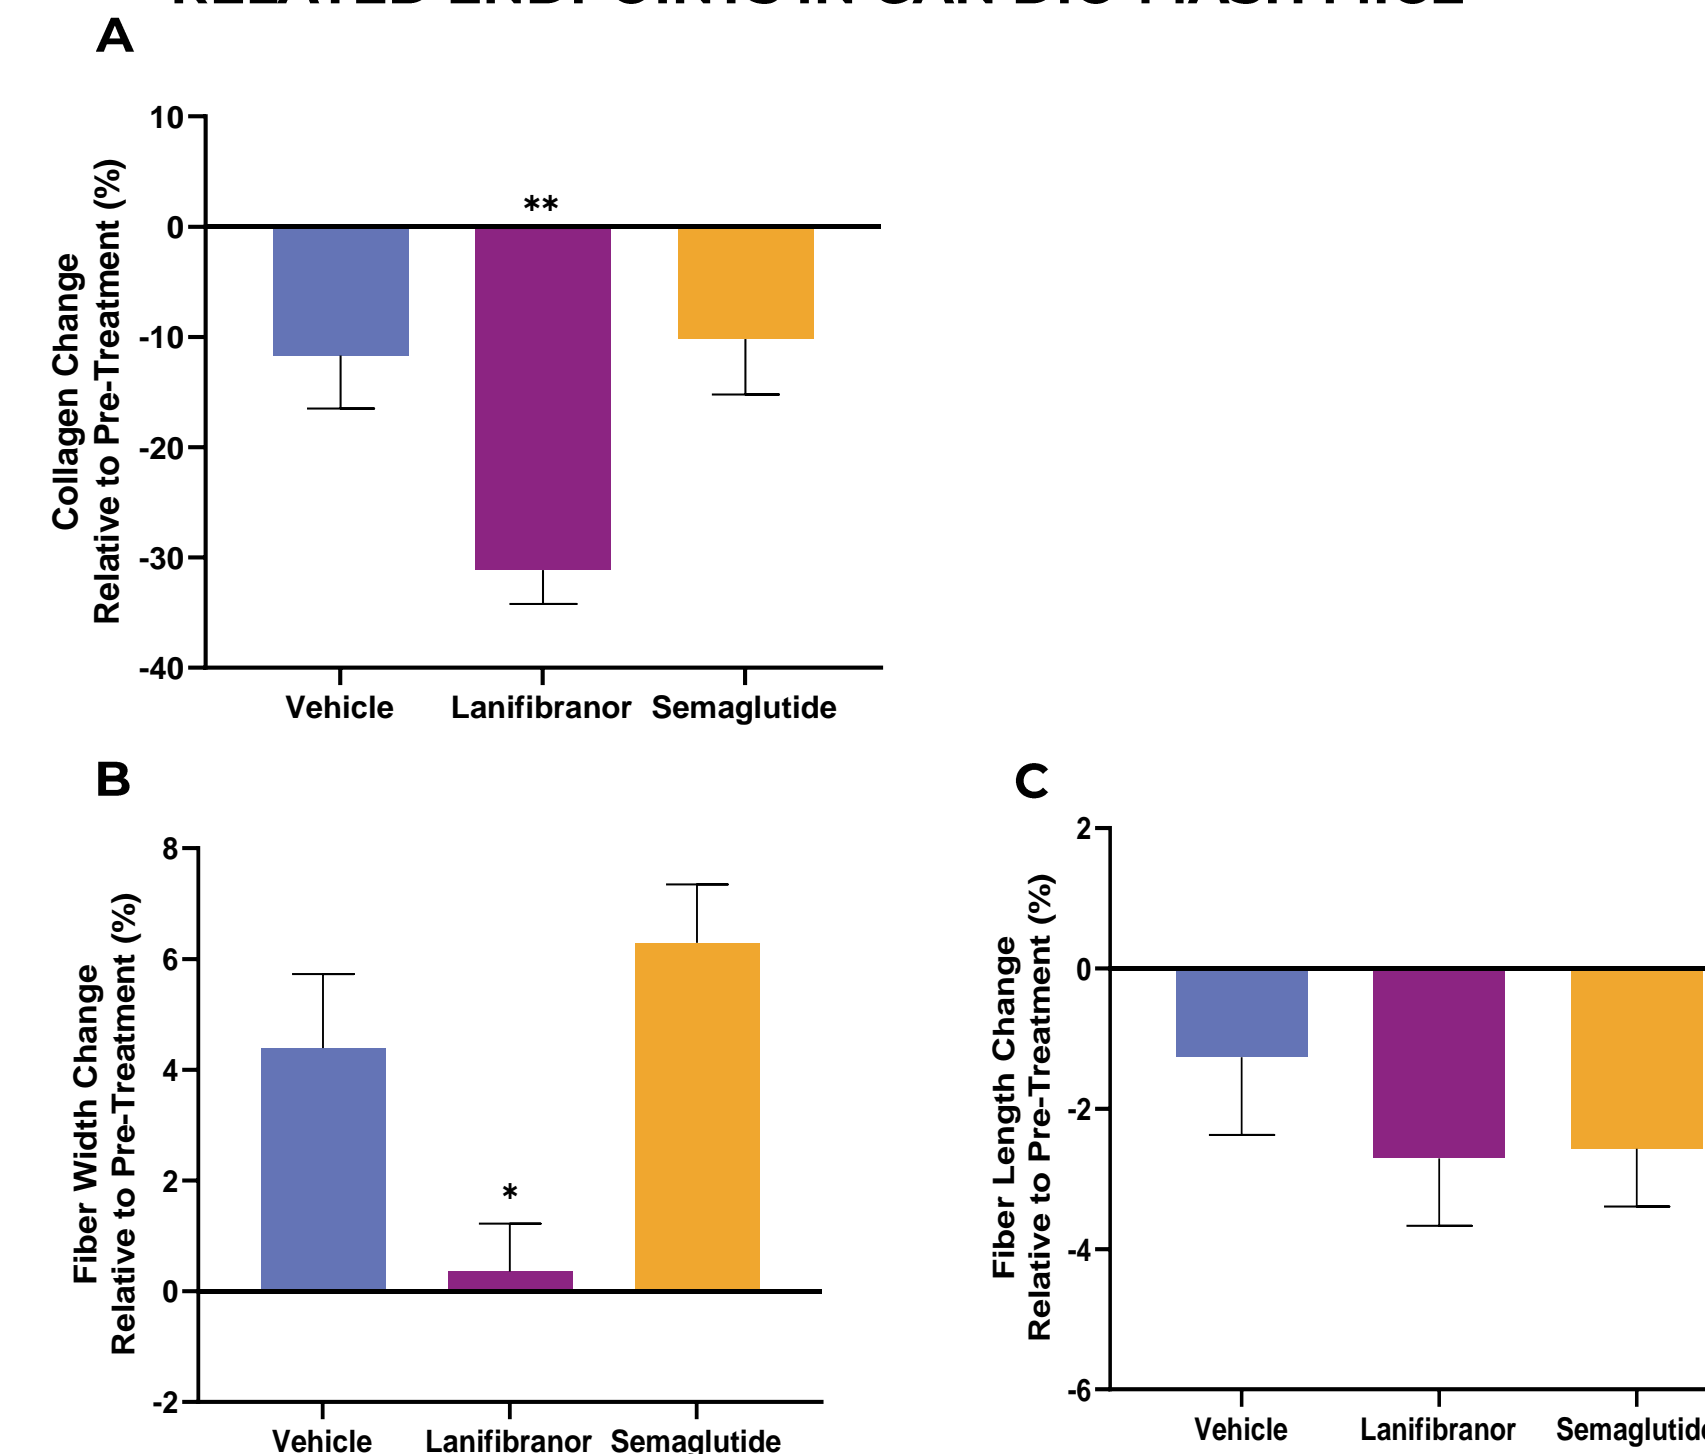 A
10
0
-10
-20
-30
-40
Collagen Change
Relative to Pre-Treatment (%)
**
Vehicle Lanifibranor Semaglutide
B
8
6
4
2
0
-2
Fiber Width Change
Relative to Pre-Treatment (%)
*
Vehicle Lanifibranor Semaglutide
C
2
0
-2
-4
-6
Fiber Length Change
Relative to Pre-Treatment (%)
Vehicle Lanifibranor